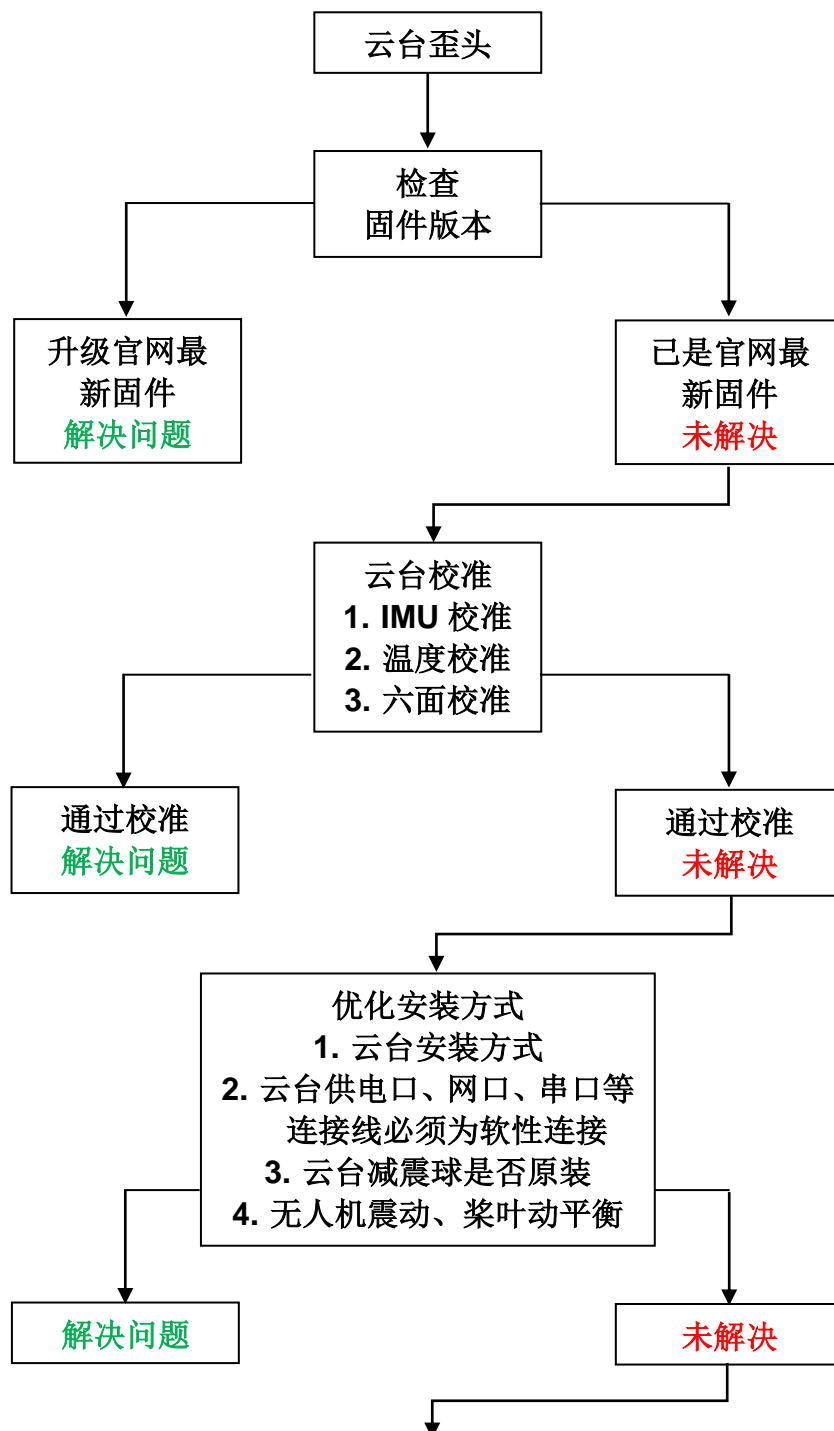 云台歪头
检查
固件版本
升级官网最
新固件
解决问题
已是官网最
新固件
未解决
云台校准
1. IMU 校准
2. 温度校准
3. 六面校准
通过校准
解决问题
通过校准
未解决
优化安装方式
1. 云台安装方式
2. 云台供电口、网口、串口等
连接线必须为软性连接
3. 云台减震球是否原装
4. 无人机震动、桨叶动平衡
解决问题
未解决